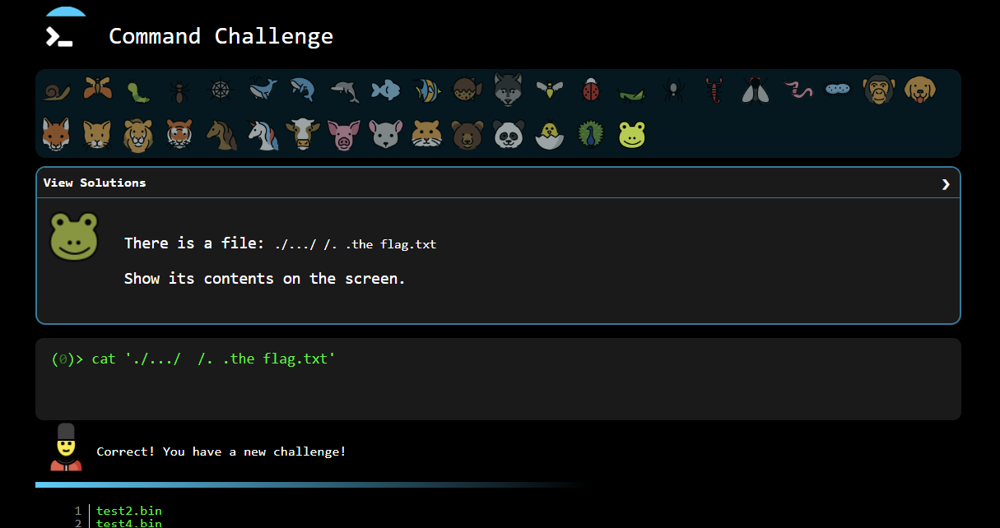 Command Challenge
View Solutions
There is a file: ./.../ /. .the flag.txt
Show its contents on the screen.
(0)> cat './.../  /. .the flag.txt'
Correct! You have a new challenge!
1 test2.bin
2 test4.bin